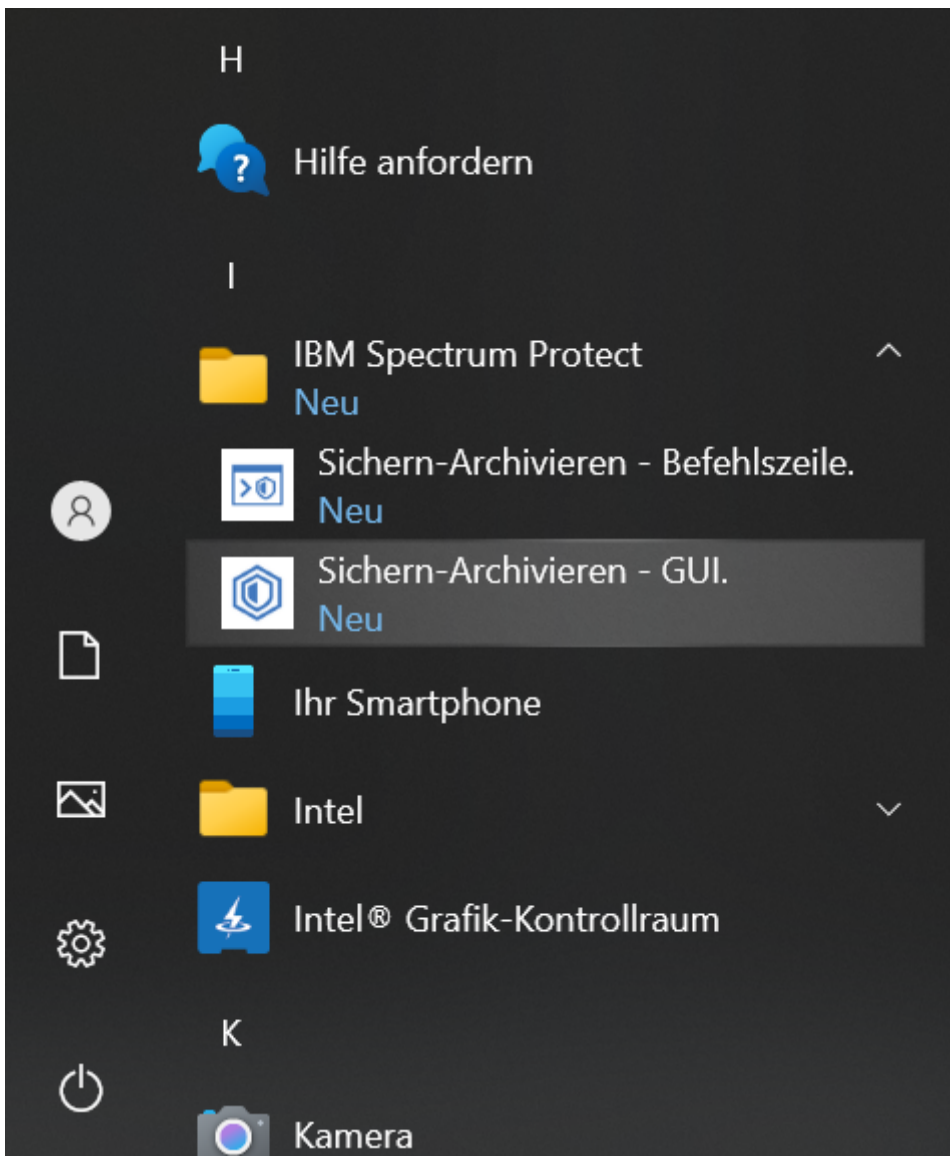 H
Hilfe anfordern
I
IBM Spectrum Protect
Neu
Sichern-Archivieren - Befehlszeile.
Neu
Sichern-Archivieren - GUI.
Neu
Ihr Smartphone
Intel
Intel® Grafik-Kontrollraum
K
Kamera